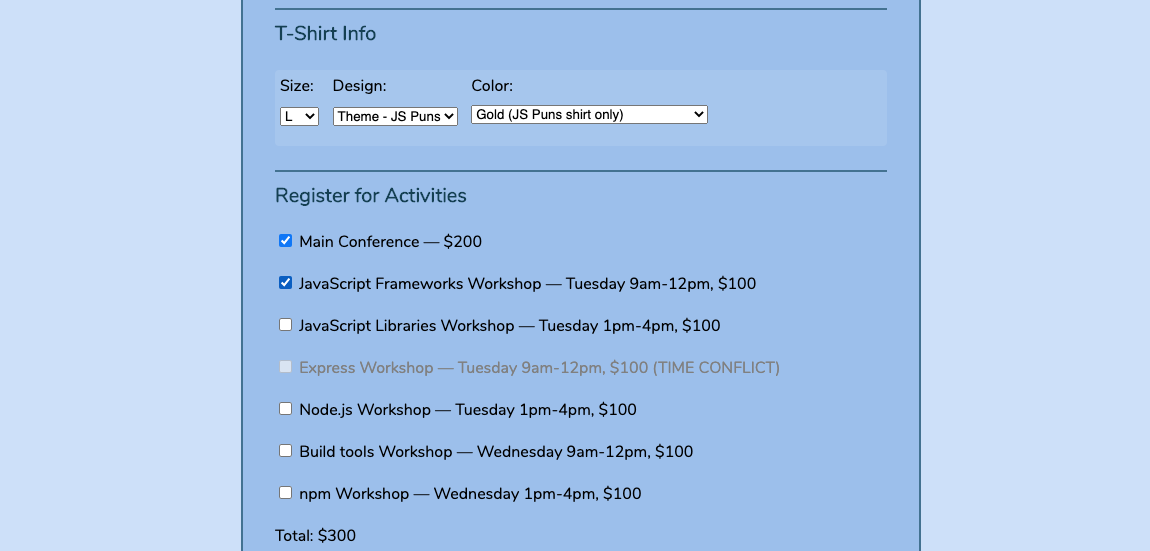 T-Shirt Info
Size: Design: Color:
L Theme - JS Puns Gold (JS Puns shirt only)
Register for Activities
Main Conference — $200
JavaScript Frameworks Workshop — Tuesday 9am-12pm, $100
JavaScript Libraries Workshop — Tuesday 1pm-4pm, $100
Express Workshop — Tuesday 9am-12pm, $100 (TIME CONFLICT)
Node.js Workshop — Tuesday 1pm-4pm, $100
Build tools Workshop — Wednesday 9am-12pm, $100
npm Workshop — Wednesday 1pm-4pm, $100
Total: $300